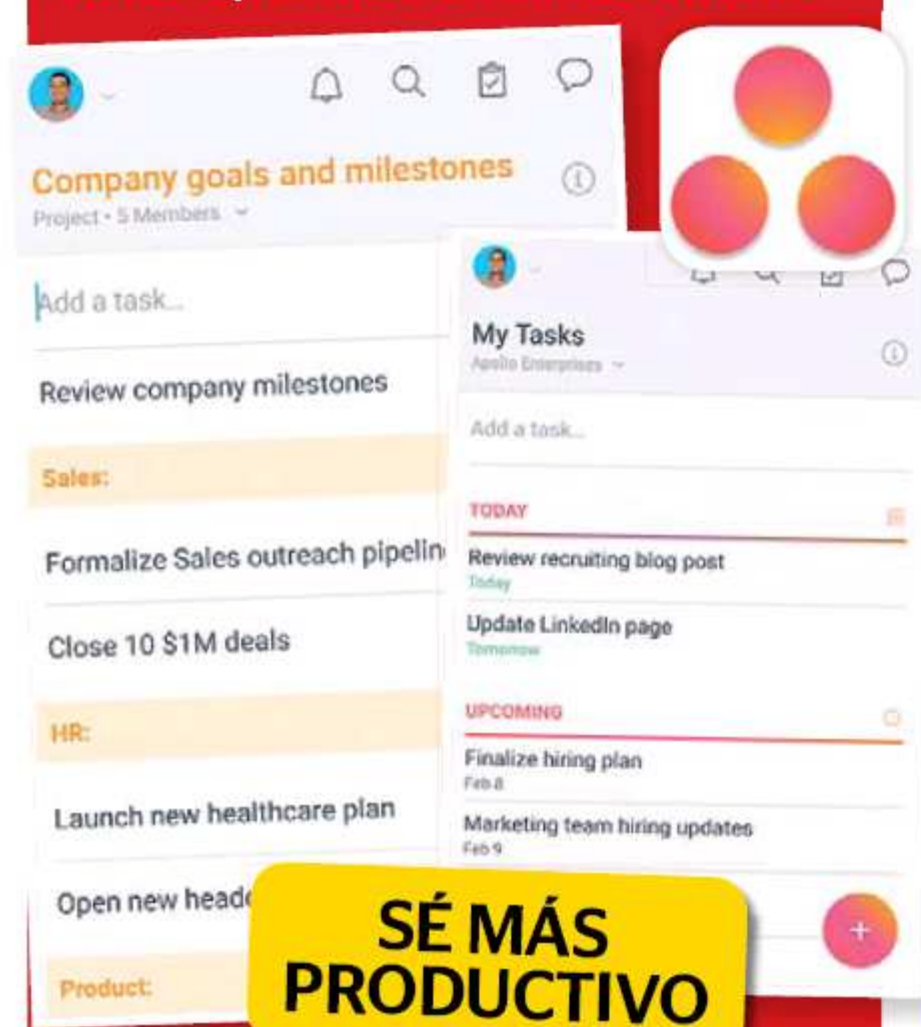 Company goals and milestones
Project • 5 Members
Add a task...
Review company milestones
Sales:
Formalize Sales outreach pipelin
Close 10 $1M deals
HR:
Launch new healthcare plan
Open new head
Product:
My Tasks
Apollo Enterprises
Add a task...
TODAY
Review recruiting blog post
Today
Update LinkedIn page
Tomorrow
UPCOMING
Finalize hiring plan
Feb 8
Marketing team hiring updates
Feb 9
SÉ MÁS
PRODUCTIVO